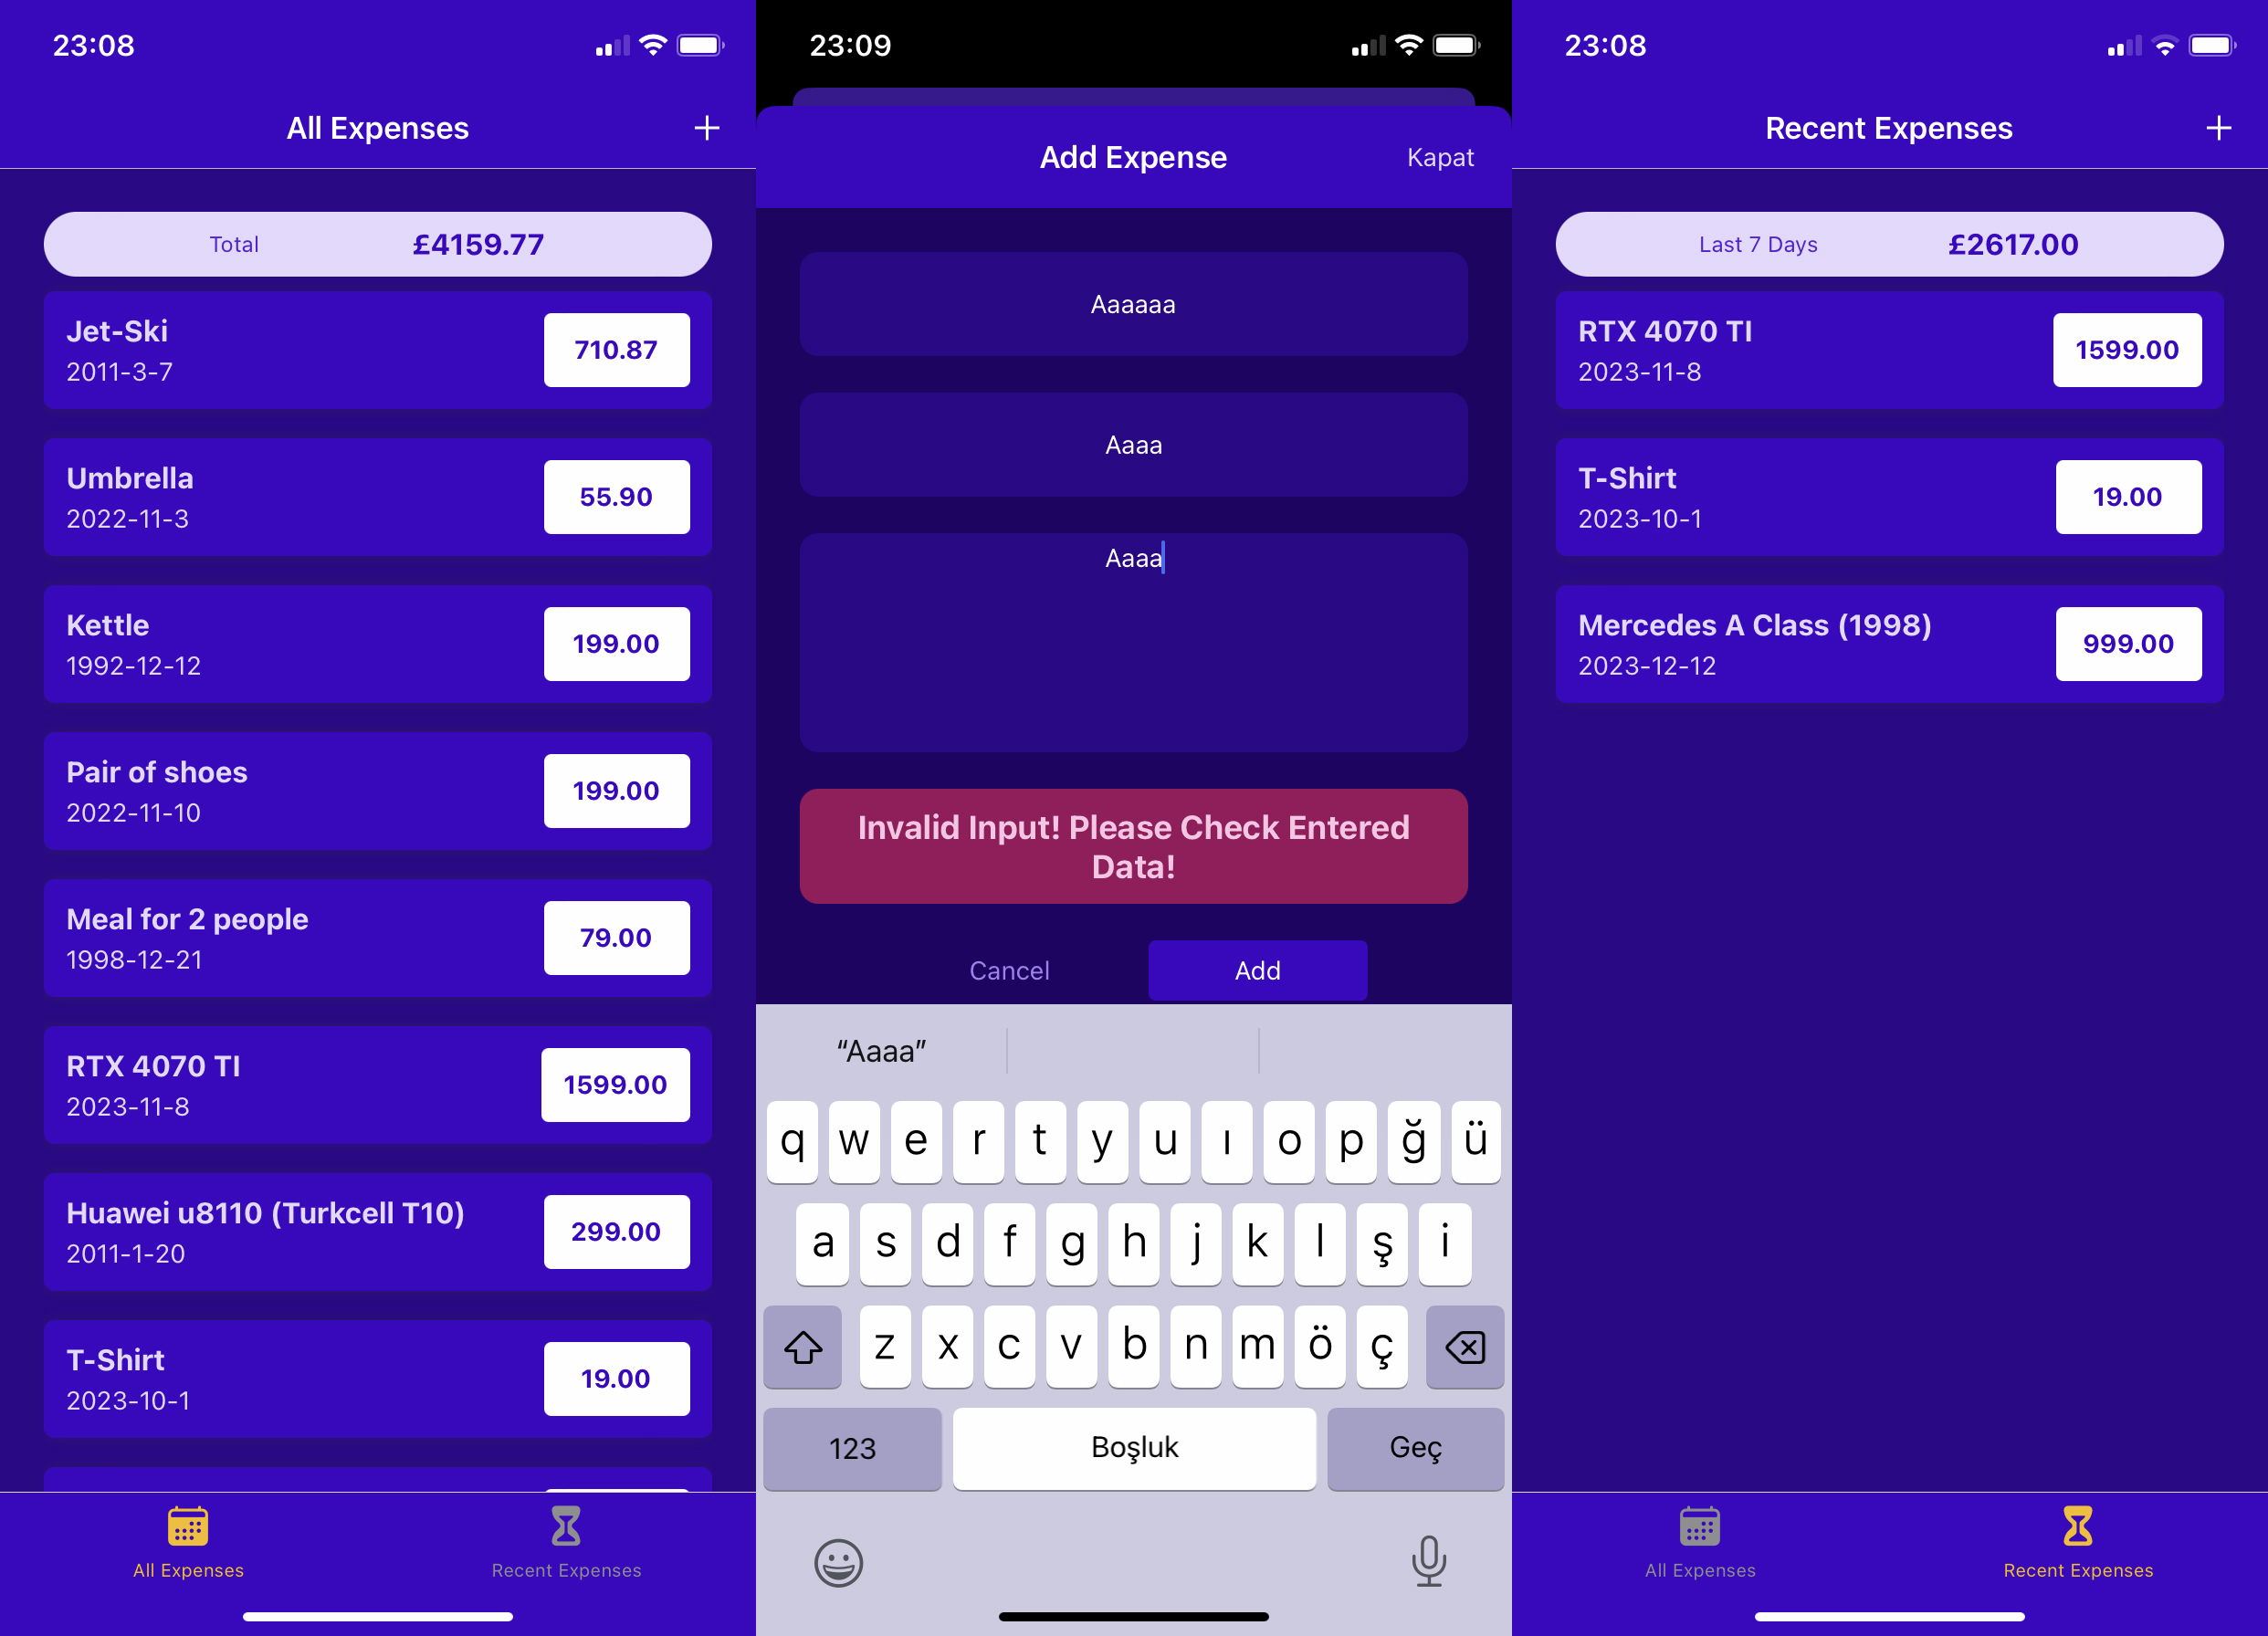 23:08
All Expenses
+
Total £4159.77
Jet-Ski
2011-3-7
710.87
Umbrella
2022-11-3
55.90
Kettle
1992-12-12
199.00
Pair of shoes
2022-11-10
199.00
Meal for 2 people
1998-12-21
79.00
RTX 4070 TI
2023-11-8
1599.00
Huawei u8110 (Turkcell T10)
2011-1-20
299.00
T-Shirt
2023-10-1
19.00
All Expenses
Recent Expenses
23:09
Add Expense
Kapat
Aaaaaa
Aaaa
Aaaa
Invalid Input! Please Check Entered
Data!
Cancel
Add
“Aaaa”
q w e r t y u ı o p ğ ü
a s d f g h j k l ş i
z x c v b n m ö ç
123
Boşluk
Geç
23:08
Recent Expenses
+
Last 7 Days £2617.00
RTX 4070 TI
2023-11-8
1599.00
T-Shirt
2023-10-1
19.00
Mercedes A Class (1998)
2023-12-12
999.00
All Expenses
Recent Expenses